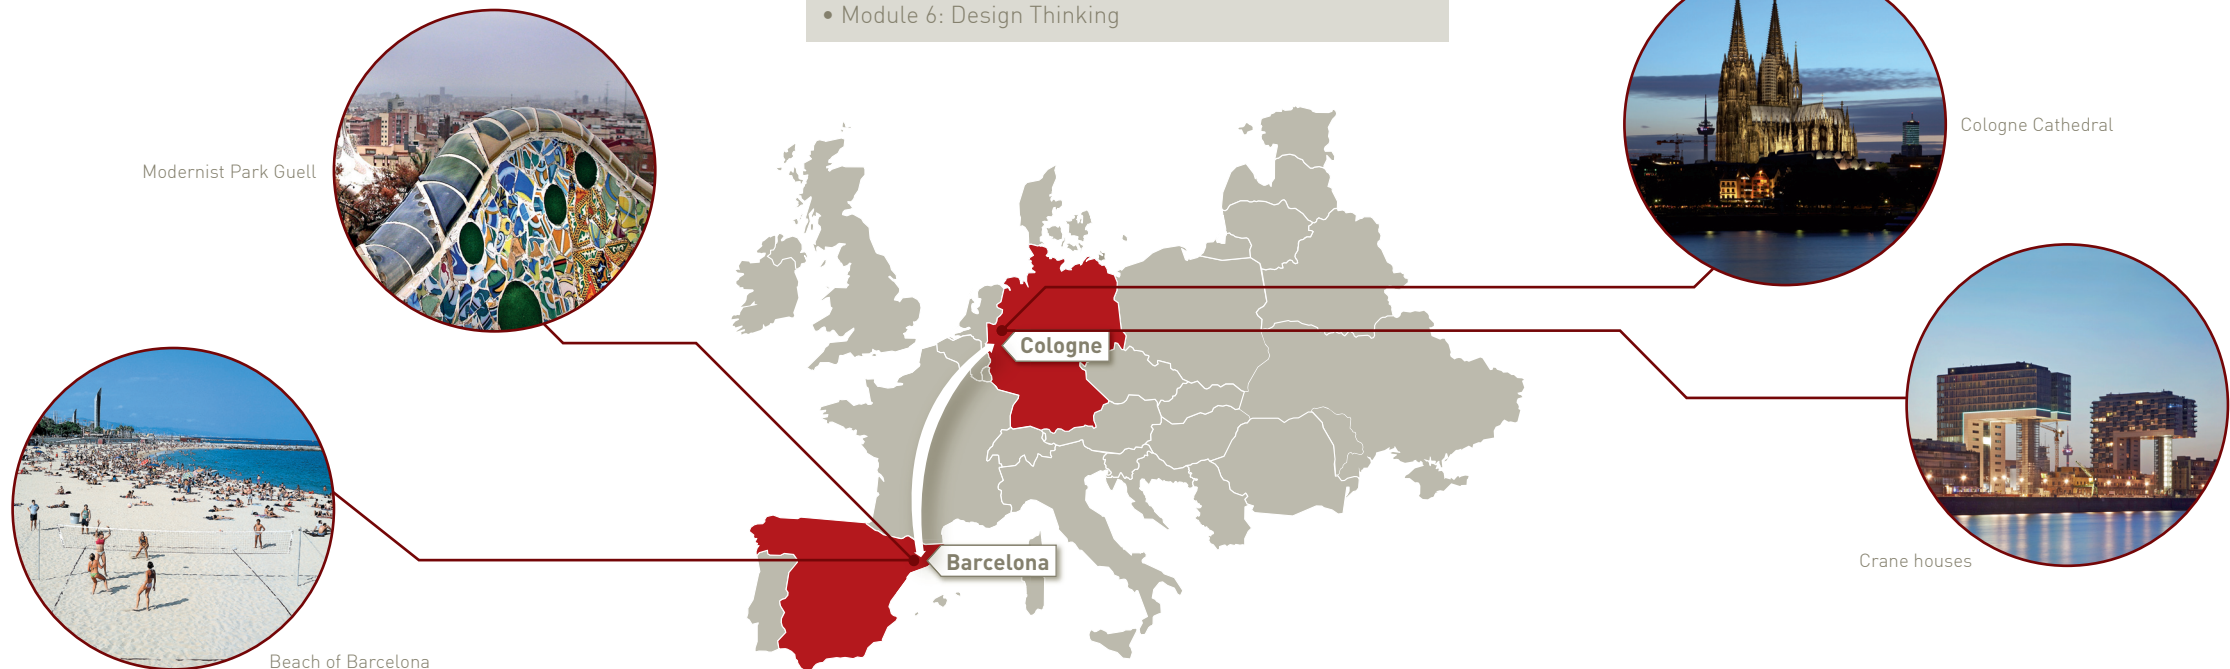 • Module 6: Design Thinking
Modernist Park Guell
Cologne Cathedral
Cologne
Barcelona
Crane houses
Beach of Barcelona